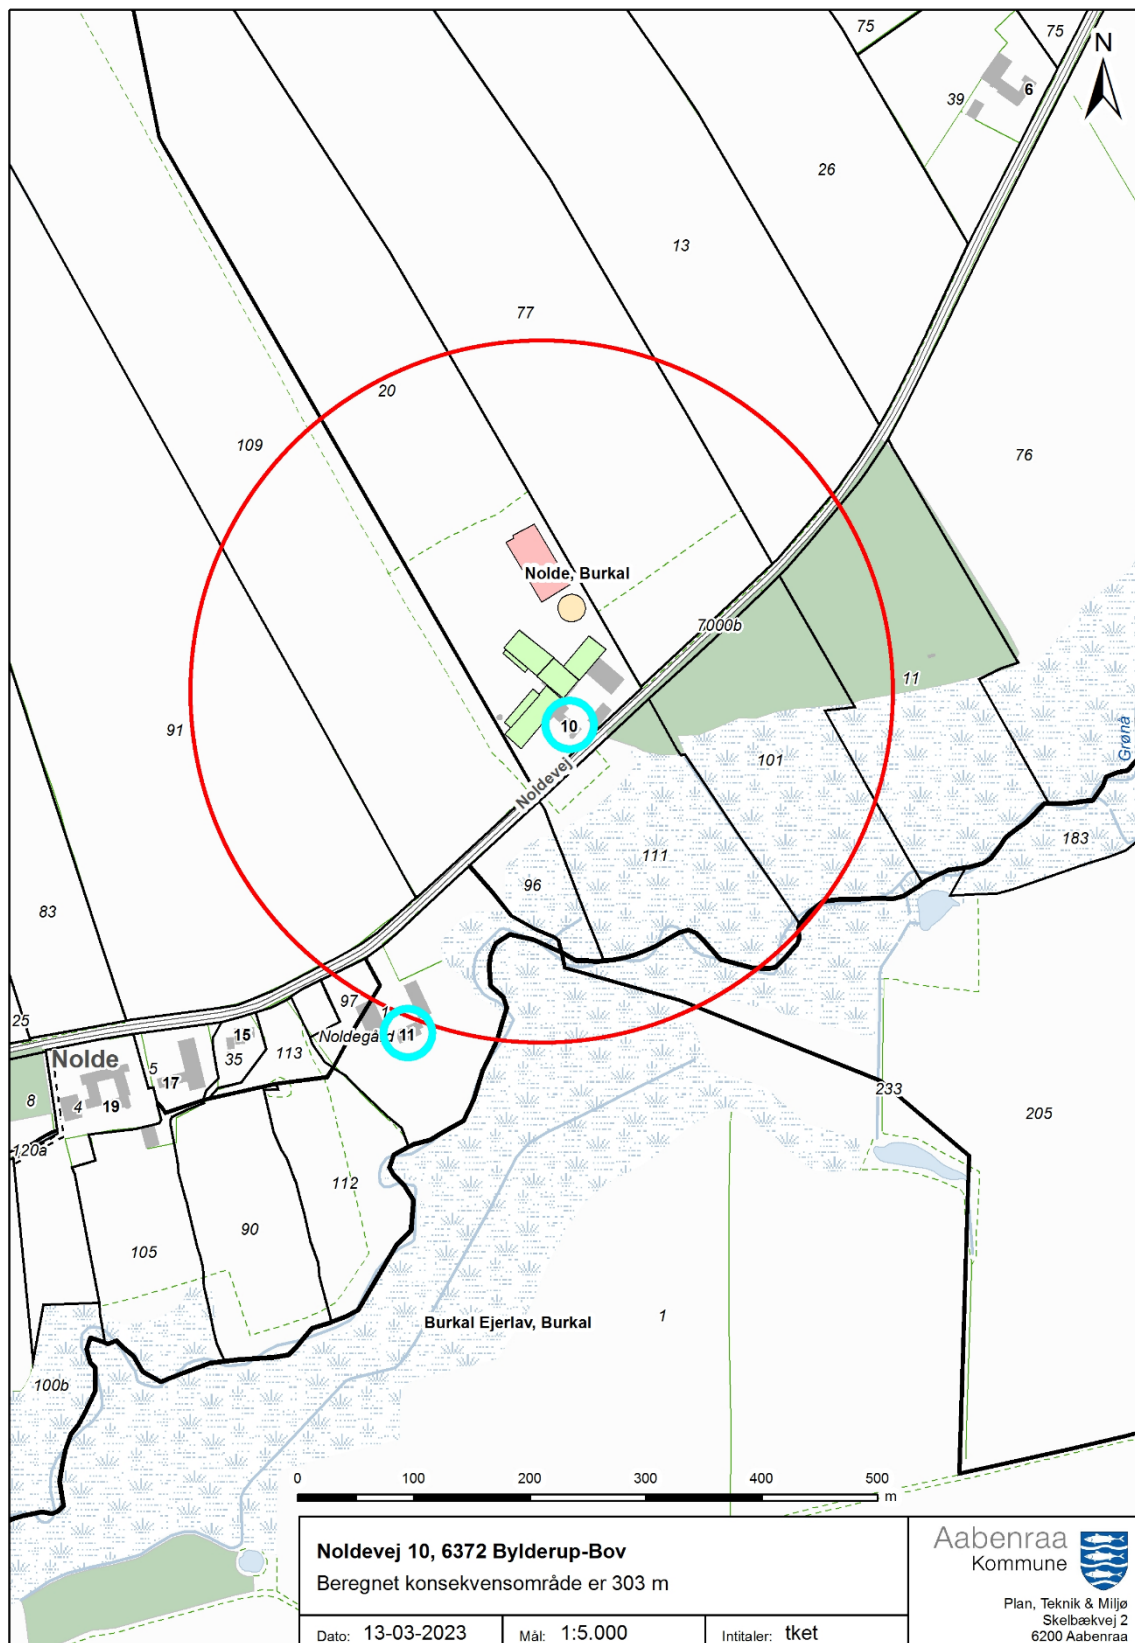 75
75
N
6
39
26
13
77
20
109
76
Nolde, Burkal
7000b
11
10
91
101
Grønå
Noldevej
183
111
96
83
97
25
15
Noldegård
11
Nolde
35
113
5
17
8
4
19
233
205
120a
112
90
105
1
Burkal Ejerlav, Burkal
100b
0 100 200 300 400 500
m
Noldevej 10, 6372 Bylderup-Bov
Beregnet konsekvensområde er 303 m
Dato: 13-03-2023 Mål: 1:5.000 Intitaler: tket
Aabenraa
Kommune
Plan, Teknik & Miljø
Skelbækvej 2
6200 Aabenraa